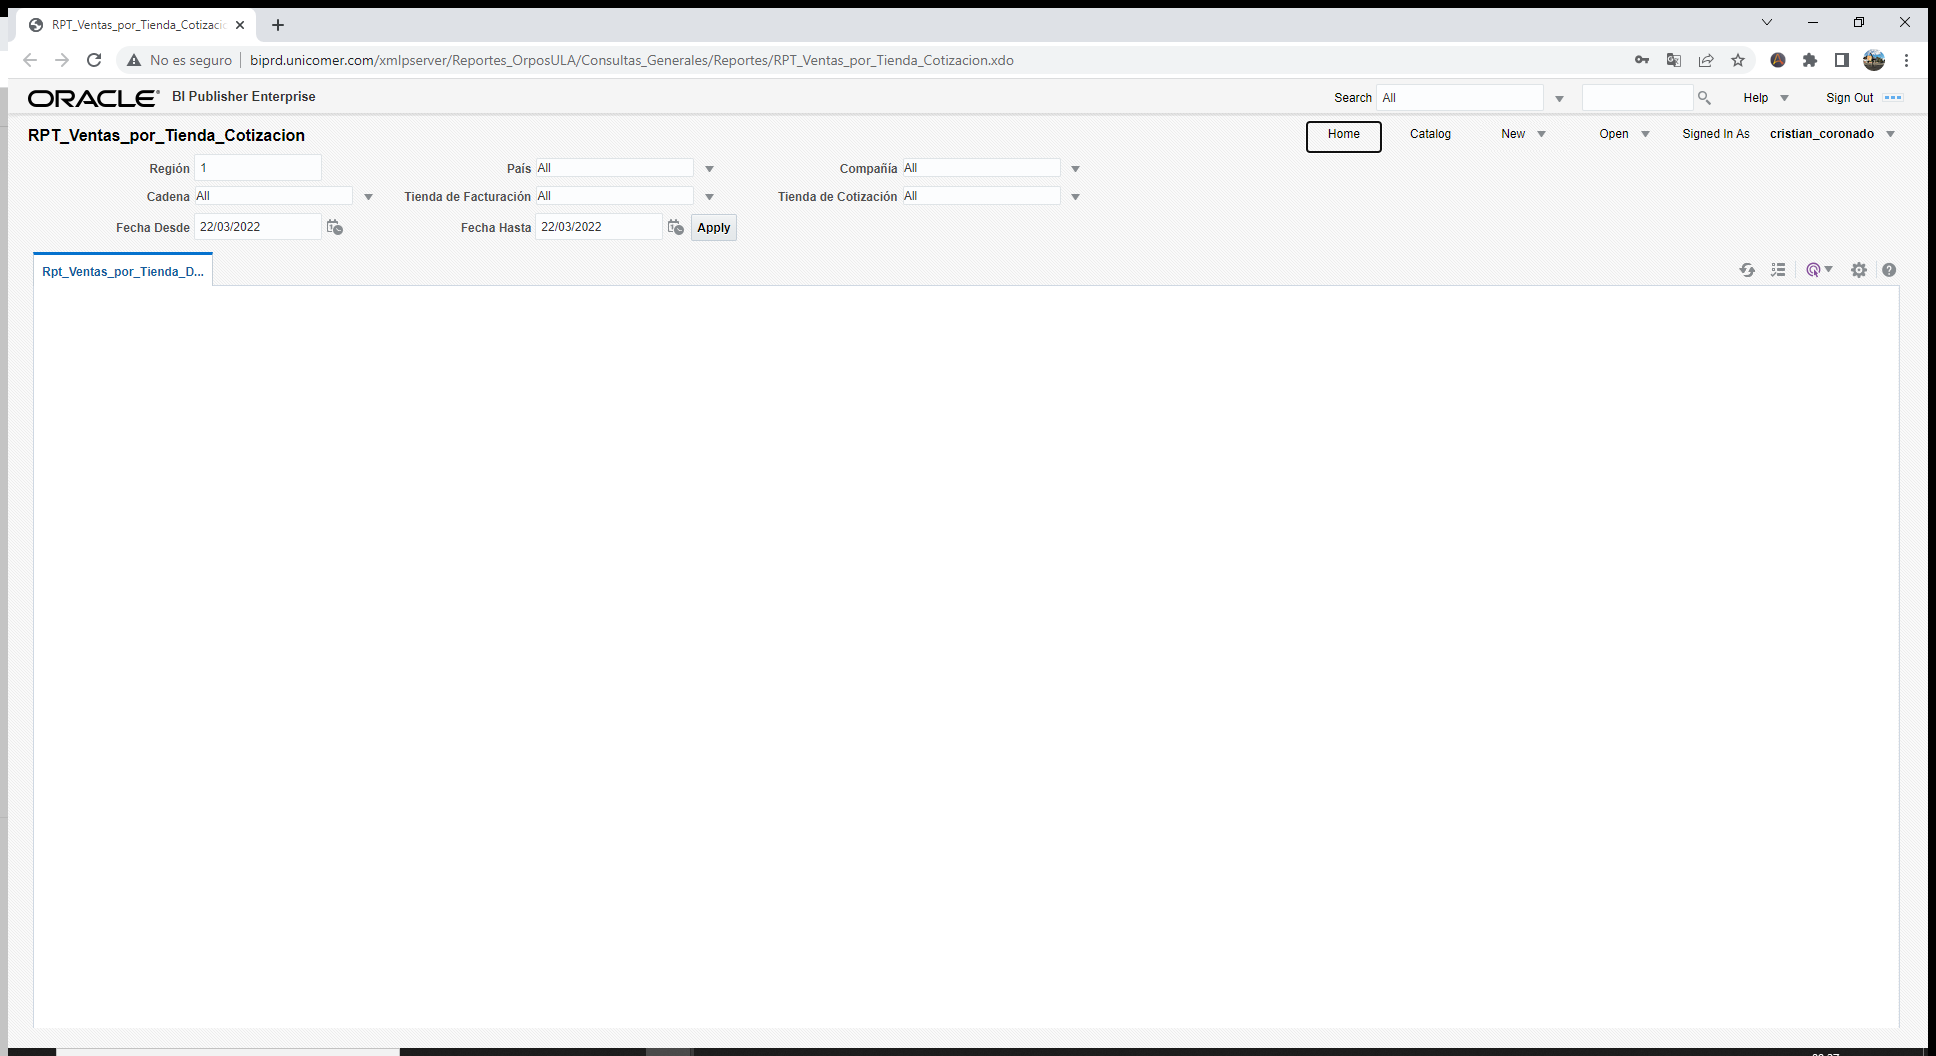 RPT_Ventas_por_Tienda_Cotizaci
No es seguro
biprd.unicomer.com/xmlpserver/Reportes_OrposULA/Consultas_Generales/Reportes/RPT_Ventas_por_Tienda_Cotizacion.xdo
ORACLE BI Publisher Enterprise
Search All
Help
Sign Out
RPT_Ventas_por_Tienda_Cotizacion
Home
Catalog
New
Open
Signed In As cristian_coronado
Región 1
País All
Compañía All
Cadena All
Tienda de Facturación All
Tienda de Cotización All
Fecha Desde 22/03/2022
Fecha Hasta 22/03/2022
Apply
Rpt_Ventas_por_Tienda_D...